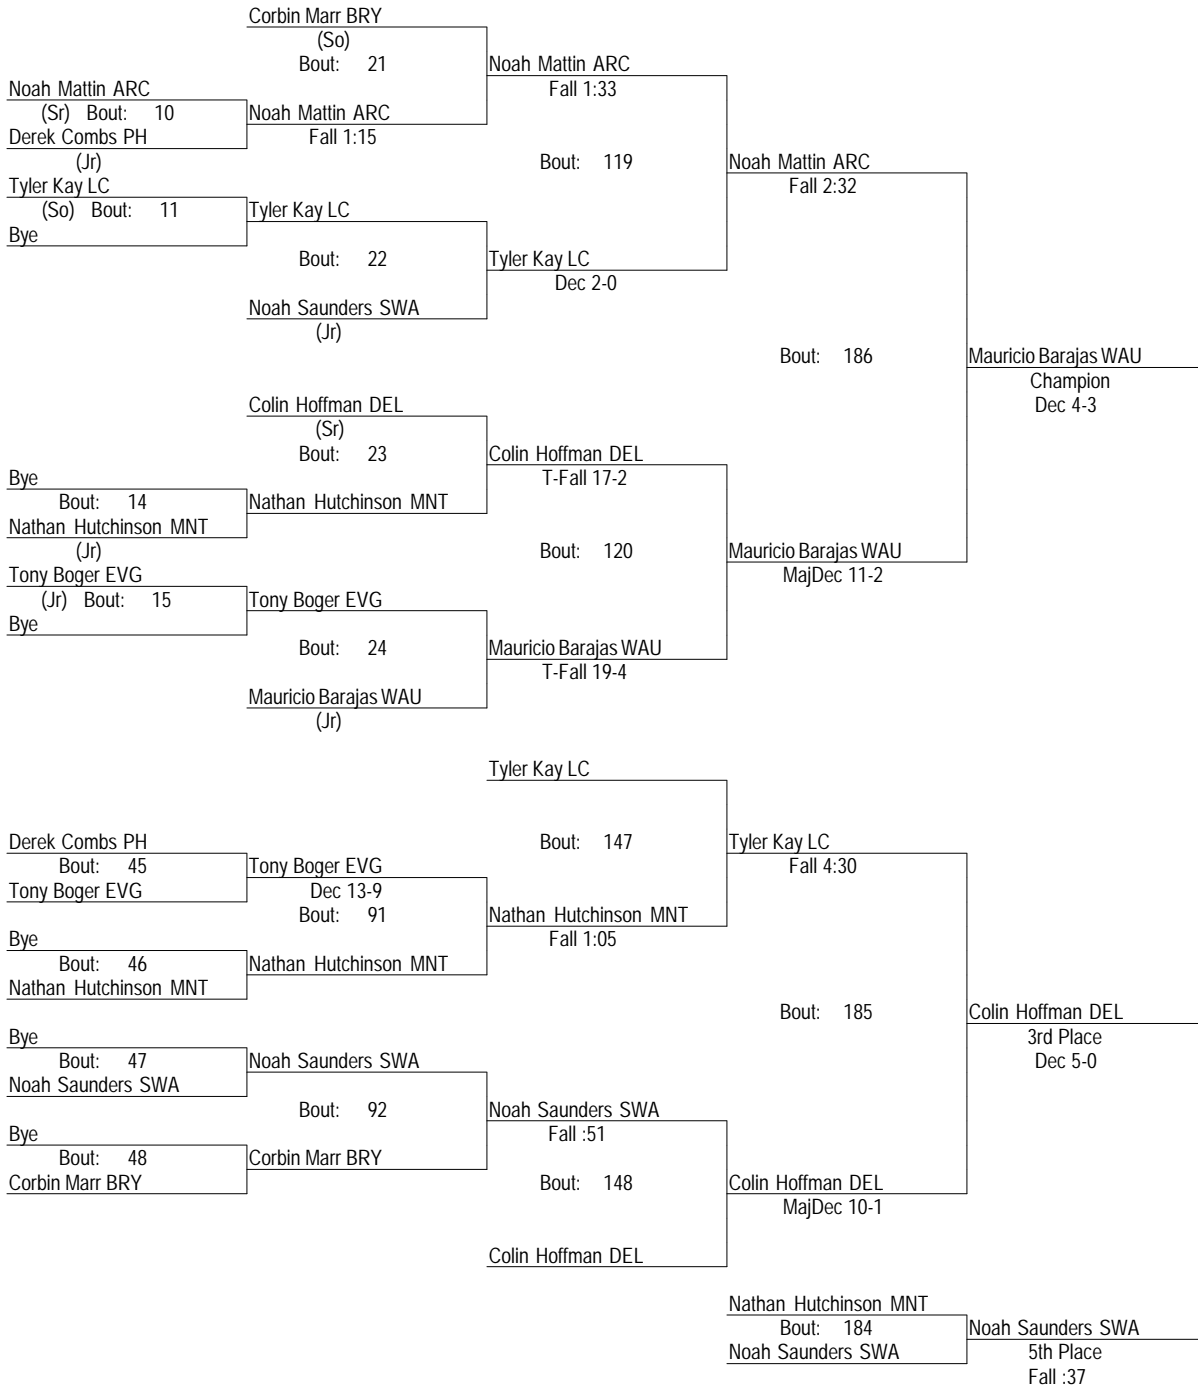 Corbin Marr BRY
(So)
Bout: 21
Noah Mattin ARC
Fall 1:33
Noah Mattin ARC
(Sr) Bout: 10
Noah Mattin ARC
Derek Combs PH
Fall 1:15
(Jr)
Bout: 119
Noah Mattin ARC
Fall 2:32
Tyler Kay LC
(So) Bout: 11
Tyler Kay LC
Bye
Bout: 22
Tyler Kay LC
Dec 2-0
Noah Saunders SWA
(Jr)
Bout: 186
Mauricio Barajas WAU
Champion
Dec 4-3
Colin Hoffman DEL
(Sr)
Bout: 23
Colin Hoffman DEL
T-Fall 17-2
Bye
Bout: 14
Nathan Hutchinson MNT
Nathan Hutchinson MNT
(Jr)
Bout: 120
Mauricio Barajas WAU
MajDec 11-2
Tony Boger EVG
(Jr) Bout: 15
Tony Boger EVG
Bye
Bout: 24
Mauricio Barajas WAU
T-Fall 19-4
Mauricio Barajas WAU
(Jr)
Tyler Kay LC
Bout: 147
Tyler Kay LC
Fall 4:30
Derek Combs PH
Bout: 45
Tony Boger EVG
Tony Boger EVG
Dec 13-9
Bout: 91
Nathan Hutchinson MNT
Fall 1:05
Bye
Bout: 46
Nathan Hutchinson MNT
Nathan Hutchinson MNT
Bout: 185
Colin Hoffman DEL
3rd Place
Dec 5-0
Bye
Bout: 47
Noah Saunders SWA
Noah Saunders SWA
Bout: 92
Noah Saunders SWA
Fall :51
Bye
Bout: 48
Corbin Marr BRY
Corbin Marr BRY
Bout: 148
Colin Hoffman DEL
MajDec 10-1
Colin Hoffman DEL
Nathan Hutchinson MNT
Bout: 184
Noah Saunders SWA
Noah Saunders SWA
5th Place
Fall :37